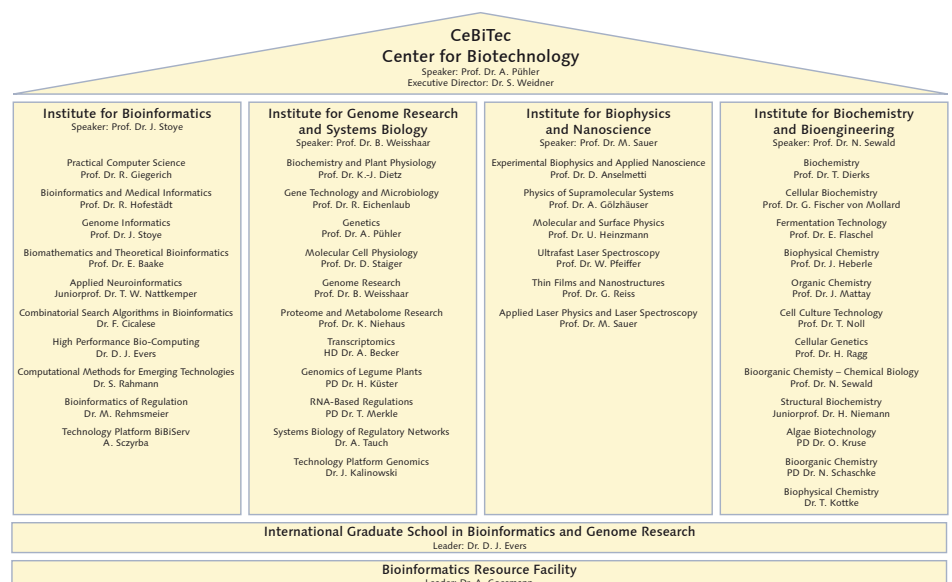 CeBiTec
Center for Biotechnology
Speaker: Prof. Dr. A. Pühler
Executive Director: Dr. S. Weidner
Institute for Bioinformatics
Speaker: Prof. Dr. J. Stoye
Practical Computer Science
Prof. Dr. R. Giegerich
Bioinformatics and Medical Informatics
Prof. Dr. R. Hofestädt
Genome Informatics
Prof. Dr. J. Stoye
Biomathematics and Theoretical Bioinformatics
Prof. Dr. E. Baake
Applied Neuroinformatics
Juniorprof. Dr. T. W. Nattkemper
Combinatorial Search Algorithms in Bioinformatics
Dr. F. Cicalese
High Performance Bio-Computing
Dr. D. J. Evers
Computational Methods for Emerging Technologies
Dr. S. Rahmann
Bioinformatics of Regulation
Dr. M. Rehmsmeier
Technology Platform BiBiServ
A. Sczyrba
Institute for Genome Research
and Systems Biology
Speaker: Prof. Dr. B. Weisshaar
Biochemistry and Plant Physiology
Prof. Dr. K.-J. Dietz
Gene Technology and Microbiology
Prof. Dr. R. Eichenlaub
Genetics
Prof. Dr. A. Pühler
Molecular Cell Physiology
Prof. Dr. D. Staiger
Genome Research
Prof. Dr. B. Weisshaar
Proteome and Metabolome Research
Prof. Dr. K. Niehaus
Transcriptomics
HD Dr. A. Becker
Genomics of Legume Plants
PD Dr. H. Küster
RNA-Based Regulations
PD Dr. T. Merkle
Systems Biology of Regulatory Networks
Dr. A. Tauch
Technology Platform Genomics
Dr. J. Kalinowski
Institute for Biophysics
and Nanoscience
Speaker: Prof. Dr. M. Sauer
Experimental Biophysics and Applied Nanoscience
Prof. Dr. D. Anselmetti
Physics of Supramolecular Systems
Prof. Dr. A. Gölzhäuser
Molecular and Surface Physics
Prof. Dr. U. Heinzmann
Ultrafast Laser Spectroscopy
Prof. Dr. W. Pfeiffer
Thin Films and Nanostructures
Prof. Dr. G. Reiss
Applied Laser Physics and Laser Spectroscopy
Prof. Dr. M. Sauer
Institute for Biochemistry
and Bioengineering
Speaker: Prof. Dr. N. Sewald
Biochemistry
Prof. Dr. T. Dierks
Cellular Biochemistry
Prof. Dr. G. Fischer von Mollard
Fermentation Technology
Prof. Dr. E. Flaschel
Biophysical Chemistry
Prof. Dr. J. Heberle
Organic Chemistry
Prof. Dr. J. Mattay
Cell Culture Technology
Prof. Dr. T. Noll
Cellular Genetics
Prof. Dr. H. Ragg
Bioorganic Chemisty – Chemical Biology
Prof. Dr. N. Sewald
Structural Biochemistry
Juniorprof. Dr. H. Niemann
Algae Biotechnology
PD Dr. O. Kruse
Bioorganic Chemistry
PD Dr. N. Schaschke
Biophysical Chemistry
Dr. T. Kottke
International Graduate School in Bioinformatics and Genome Research
Leader: Dr. D. J. Evers
Bioinformatics Resource Facility